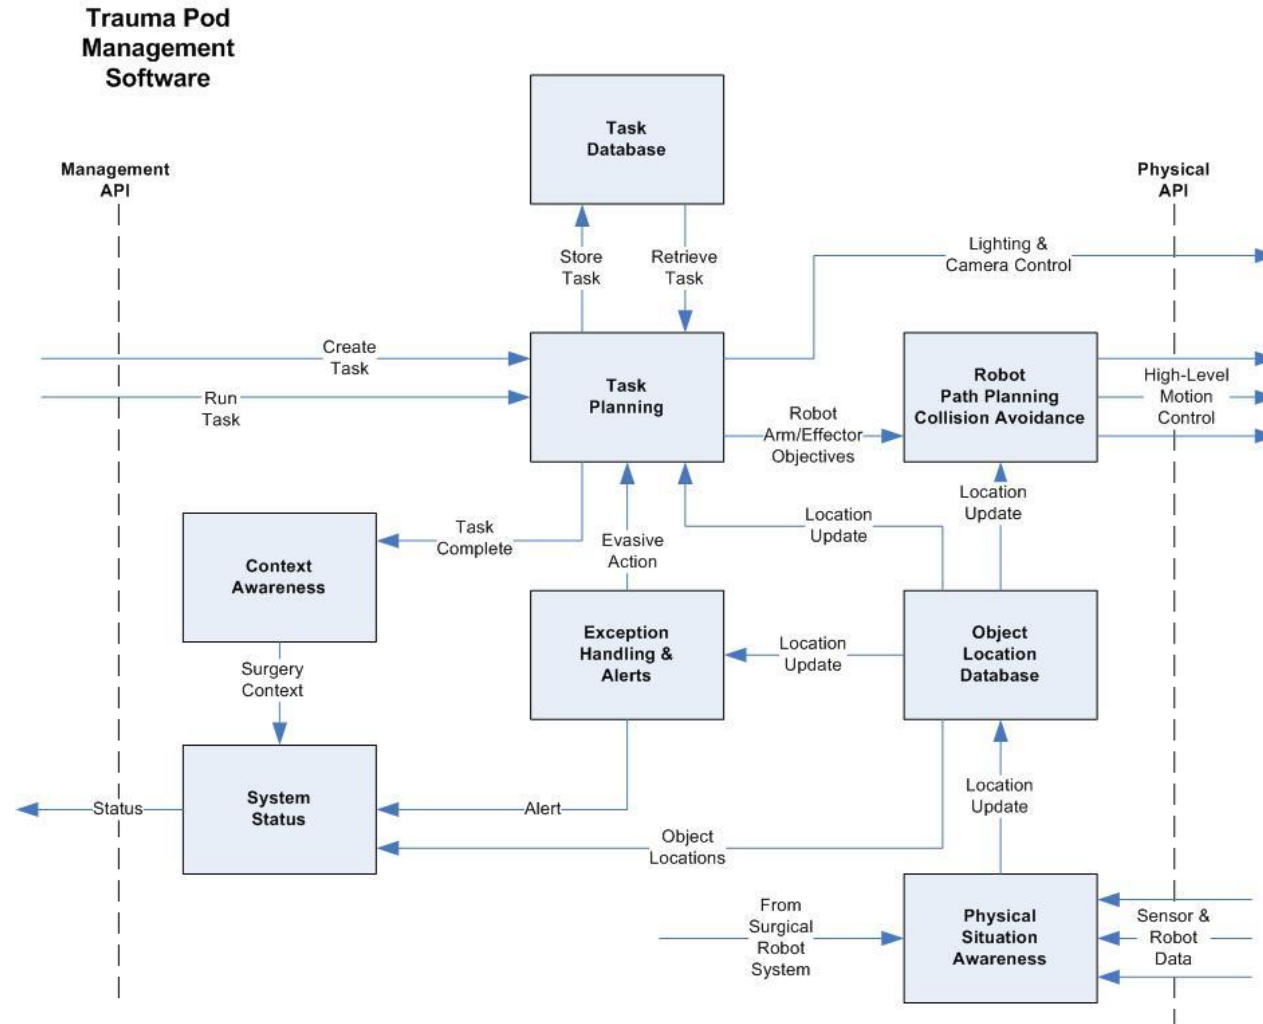 Trauma Pod
Management
Software
Task
Database
Management
API
Physical
API
Store
Task
Retrieve
Task
Lighting &
Camera Control
Create
Task
Run
Task
Task
Planning
Robot
Arm/Effector
Objectives
Robot
Path Planning
Collision Avoidance
High-Level
Motion
Control
Location
Update
Location
Update
Task
Complete
Evasive
Action
Context
Awareness
Exception
Handling &
Alerts
Location
Update
Object
Location
Database
Surgery
Context
Status
System
Status
Alert
Location
Update
Object
Locations
From
Surgical
Robot
System
Physical
Situation
Awareness
Sensor &
Robot
Data